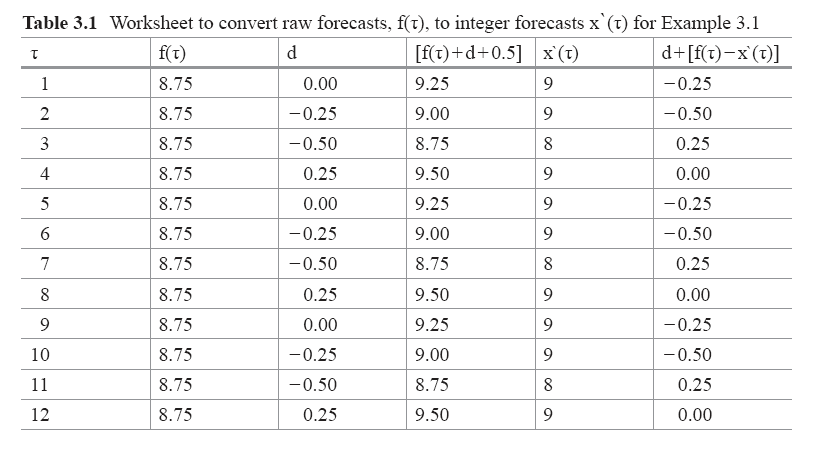 Table 3.1 Worksheet to convert raw forecasts, f(τ), to integer forecasts x`(τ) for Example 3.1
τ f(τ) d [f(τ)+d+0.5] x`(τ) d+[f(τ)−x`(τ)]
1 8.75 0.00 9.25 9 −0.25
2 8.75 −0.25 9.00 9 −0.50
3 8.75 −0.50 8.75 8 0.25
4 8.75 0.25 9.50 9 0.00
5 8.75 0.00 9.25 9 −0.25
6 8.75 −0.25 9.00 9 −0.50
7 8.75 −0.50 8.75 8 0.25
8 8.75 0.25 9.50 9 0.00
9 8.75 0.00 9.25 9 −0.25
10 8.75 −0.25 9.00 9 −0.50
11 8.75 −0.50 8.75 8 0.25
12 8.75 0.25 9.50 9 0.00